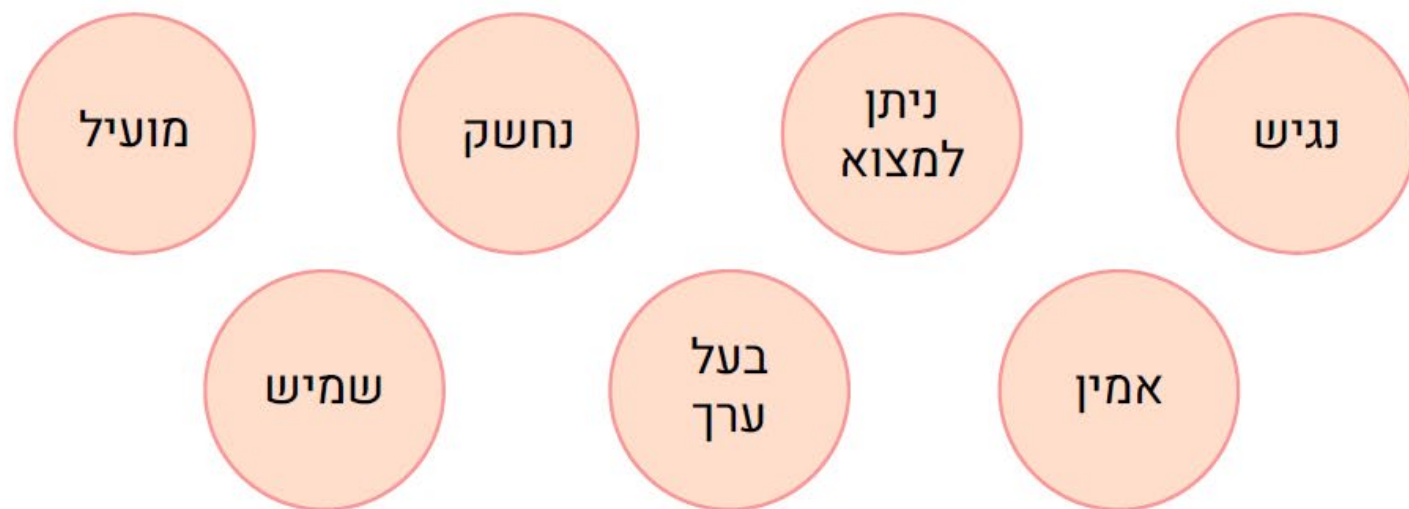 נגיש
ניתן
למצוא
נחשק
מועיל
אמין
בעל
ערך
שמיש